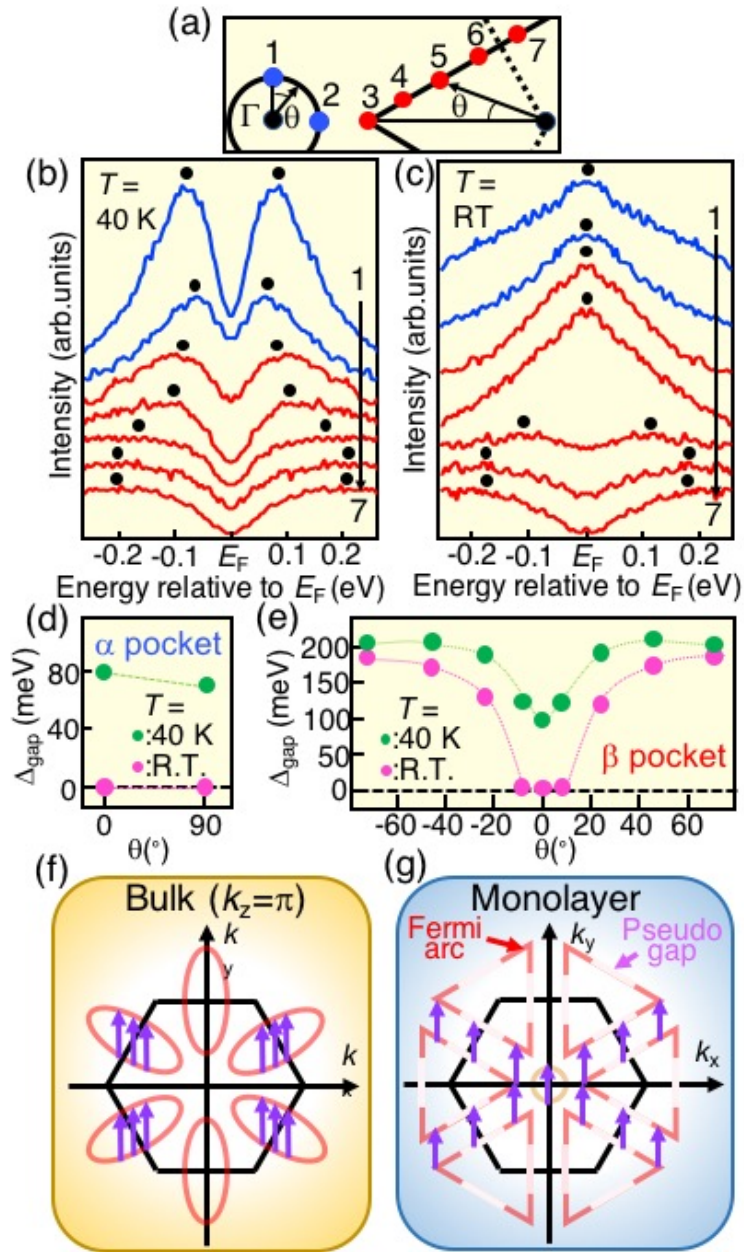 (a)
1
2
3
4
5
6
7
Γ
θ
θ
(b)
T =
40 K
1
7
Intensity (arb.units)
-0.2 -0.1 EF 0.1 0.2
Energy relative to EF (eV)
(c)
T =
RT
1
7
Intensity (arb.units)
-0.2 -0.1 EF 0.1 0.2
Energy relative to EF (eV)
(d)
α pocket
80
40
0
Δgap (meV)
T =
:40 K
:R.T.
0 90
θ(°)
(e)
200
150
100
50
0
Δgap (meV)
T =
:40 K
:R.T.
β pocket
-60 -40 -20 0 20 40 60
θ(°)
(f)
Bulk (kz=π)
k
y
k
x
(g)
Monolayer
Fermi
arc
ky
Pseudo
gap
kx